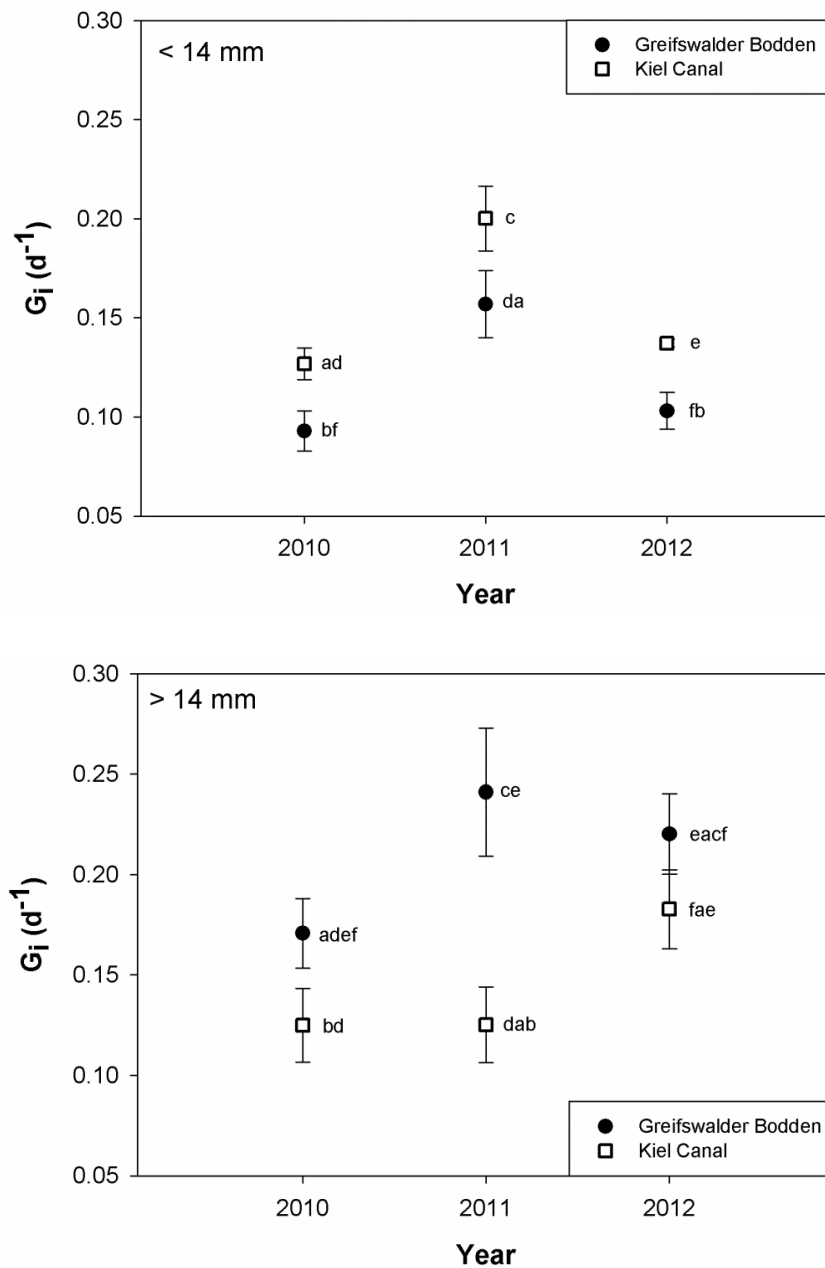 < 14 mm
Greifswalder Bodden
Kiel Canal
0.30
0.25
0.20
0.15
0.10
0.05
Gi (d-1)
ad
bf
c
da
e
fb
2010
2011
2012
Year
> 14 mm
0.30
0.25
0.20
0.15
0.10
0.05
Gi (d-1)
adef
bd
ce
dab
eacf
fae
Greifswalder Bodden
Kiel Canal
2010
2011
2012
Year